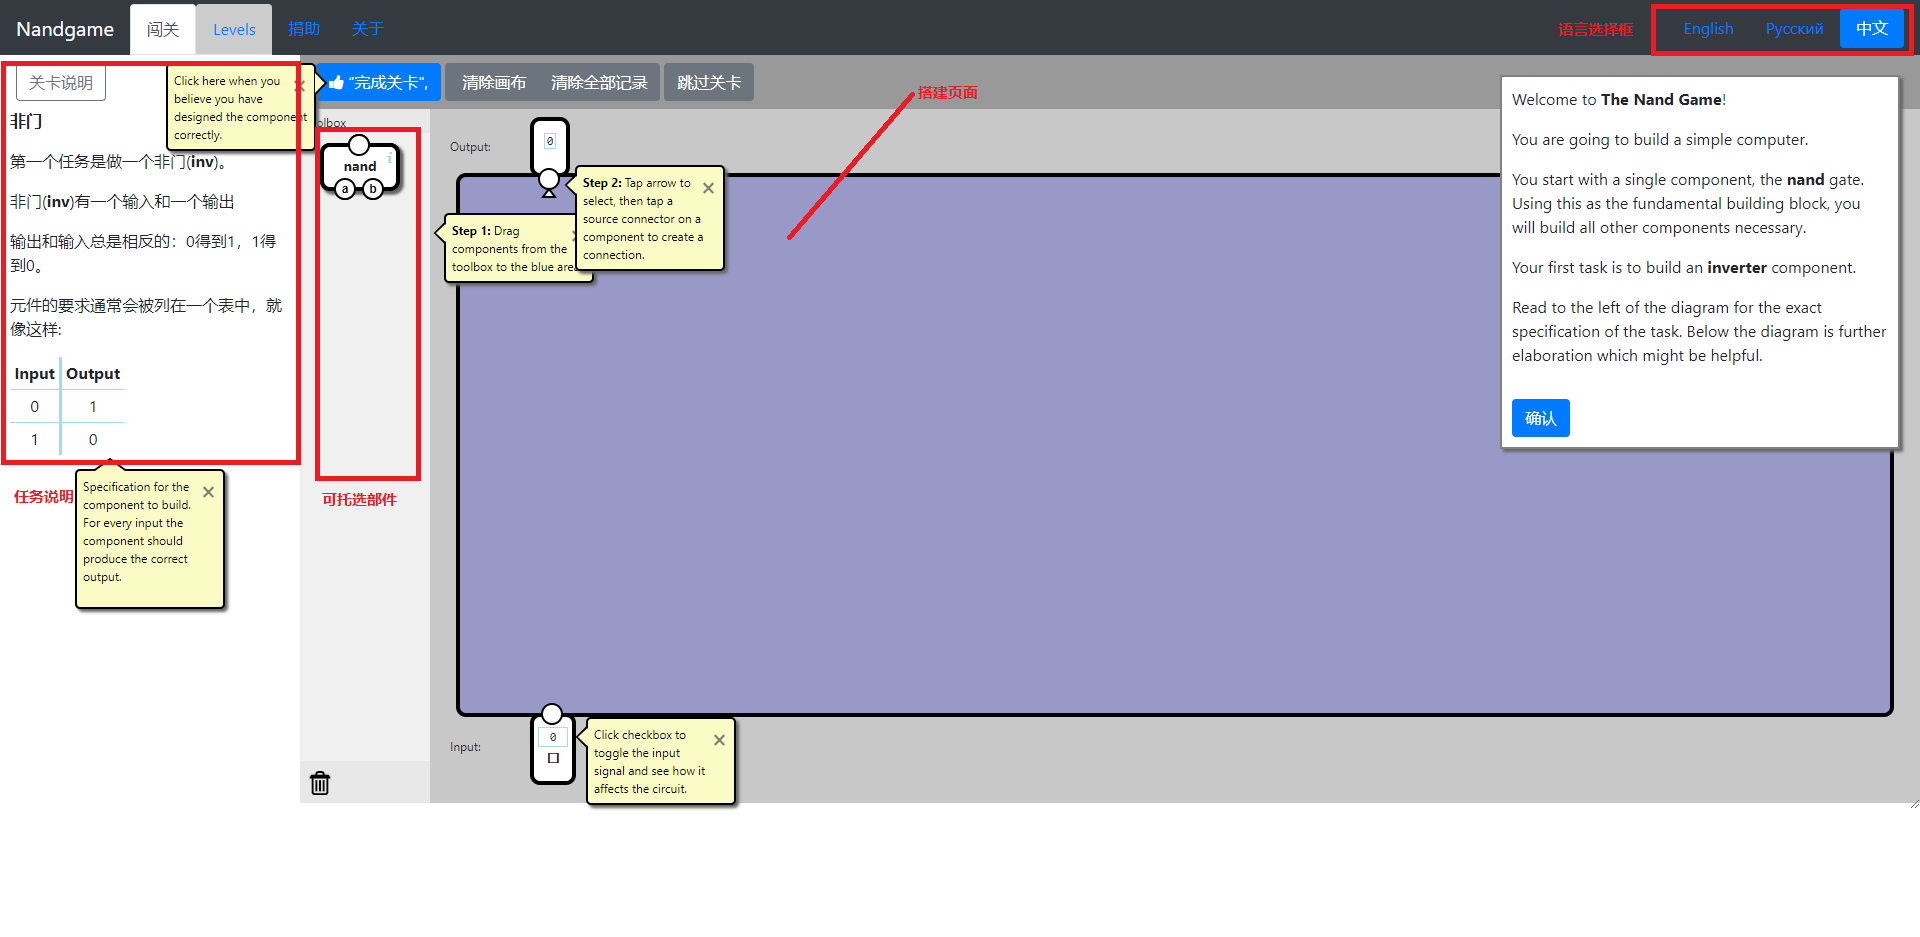 Nandgame
闯关
Levels
捐助
关于
语言选择框
English
Русский
中文
关卡说明
Click here when you
believe you have
designed the component
correctly.
"完成关卡",
清除画布
清除全部记录
跳过关卡
搭建页面
非门
第一个任务是做一个非门(inv)。
非门(inv)有一个输入和一个输出
输出和输入总是相反的：0得到1，1得
到0。
元件的要求通常会被列在一个表中，就
像这样:
Input Output
0 1
1 0
任务说明
Specification for the
component to build.
For every input the
component should
produce the correct
output.
nand
i
a b
可托选部件
Output:
0
Step 1: Drag
components from the
toolbox to the blue area
Step 2: Tap arrow to
select, then tap a
source connector on a
component to create a
connection.
Input:
0
Click checkbox to
toggle the input
signal and see how it
affects the circuit.
Welcome to The Nand Game!
You are going to build a simple computer.
You start with a single component, the nand gate.
Using this as the fundamental building block, you
will build all other components necessary.
Your first task is to build an inverter component.
Read to the left of the diagram for the exact
specification of the task. Below the diagram is further
elaboration which might be helpful.
确认